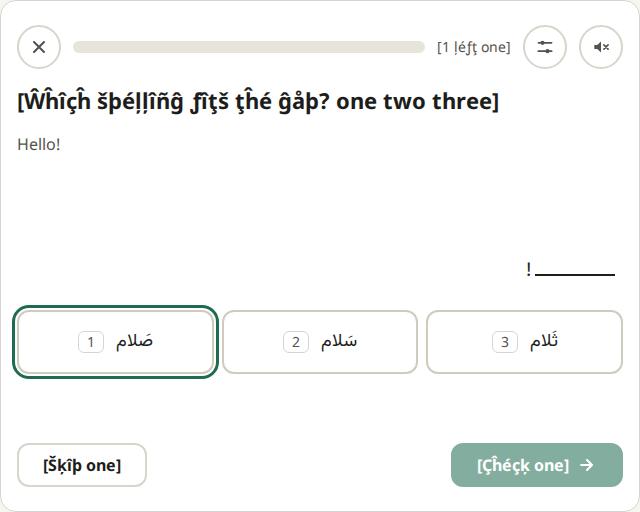 [1 ļéƒţ one]
[Ŵĥîçĥ šþéļļîñĝ ƒîţš ţĥé ĝåþ? one two three]
Hello!
_______!
1 صَلام
2 سَلام
3 ثَلام
[Šķîþ one]
[Çĥéçķ one]